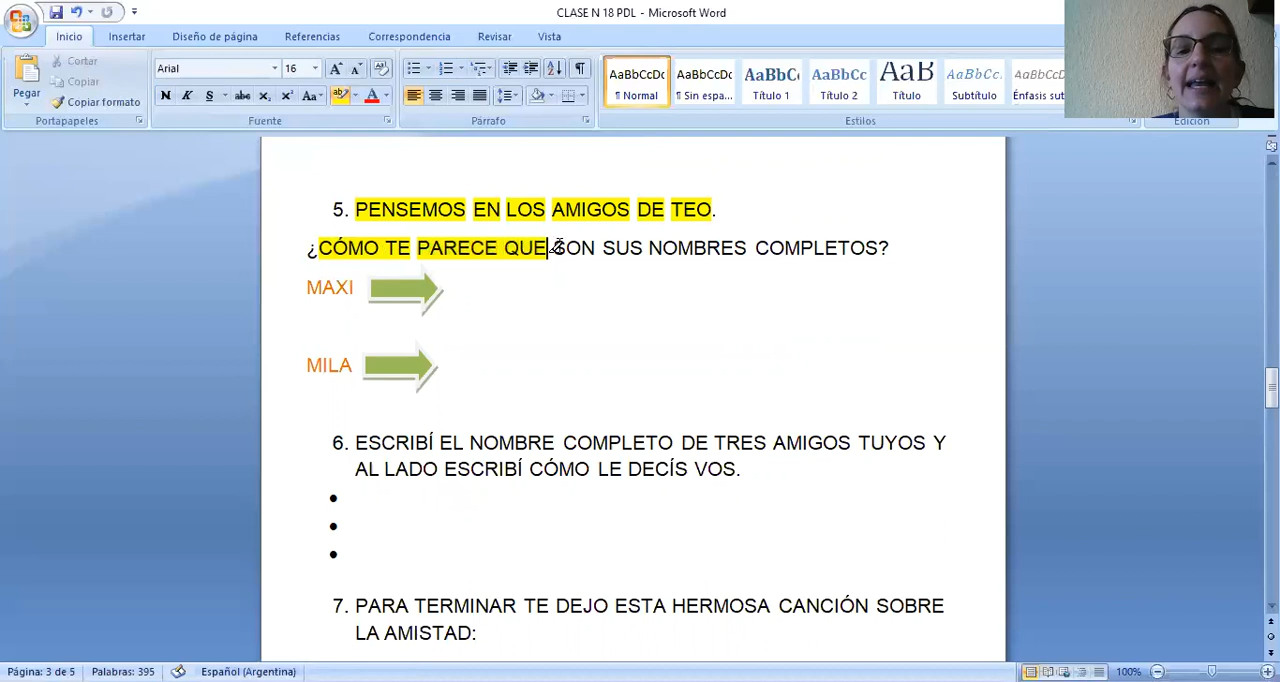 CLASE N 18 PDL - Microsoft Word
Inicio Insertar Diseño de página Referencias Correspondencia Revisar Vista
Cortar
Copiar
Copiar formato
Pegar
Portapapeles
Arial 16
N K S abc x₂ x² Aa
Fuente
Párrafo
AaBbCcDc AaBbCcDc AaBbC AaBbCc AaB AaBbCc. AaBbCcDc
¶ Normal ¶ Sin espa... Título 1 Título 2 Título Subtítulo Énfasis sut
Estilos
Edición
5. PENSEMOS EN LOS AMIGOS DE TEO.
¿CÓMO TE PARECE QUE SON SUS NOMBRES COMPLETOS?
MAXI
MILA
6. ESCRIBÍ EL NOMBRE COMPLETO DE TRES AMIGOS TUYOS Y
AL LADO ESCRIBÍ CÓMO LE DECÍS VOS.
7. PARA TERMINAR TE DEJO ESTA HERMOSA CANCIÓN SOBRE
LA AMISTAD:
Página: 3 de 5 Palabras: 395 Español (Argentina) 100%